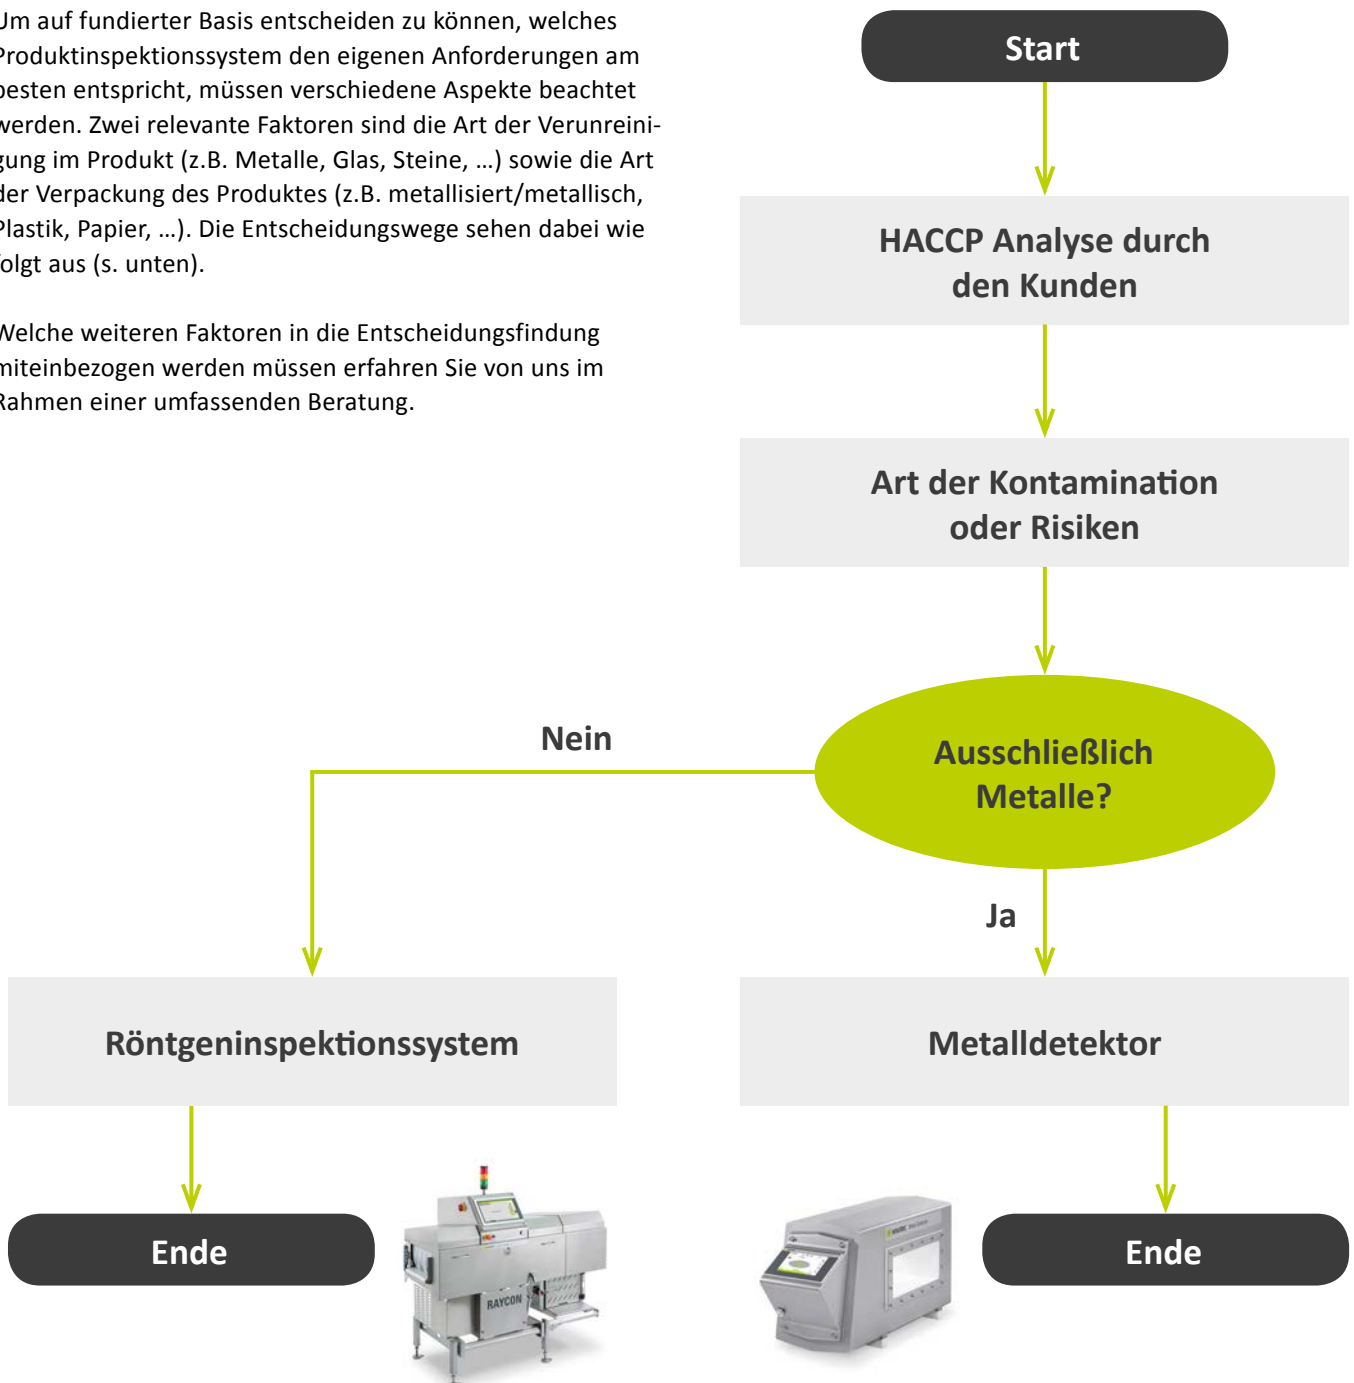 Um auf fundierter Basis entscheiden zu können, welches
Produktinspektionssystem den eigenen Anforderungen am
besten entspricht, müssen verschiedene Aspekte beachtet
werden. Zwei relevante Faktoren sind die Art der Verunreini-
gung im Produkt (z.B. Metalle, Glas, Steine, ...) sowie die Art
der Verpackung des Produktes (z.B. metallisiert/metallisch,
Plastik, Papier, ...). Die Entscheidungswege sehen dabei wie
folgt aus (s. unten).
Welche weiteren Faktoren in die Entscheidungsfindung
miteinbezogen werden müssen erfahren Sie von uns im
Rahmen einer umfassenden Beratung.
Start
HACCP Analyse durch
den Kunden
Art der Kontamination
oder Risiken
Ausschließlich
Metalle?
Nein
Ja
Röntgeninspektionssystem
Metalldetektor
Ende
RAYCON
Ende